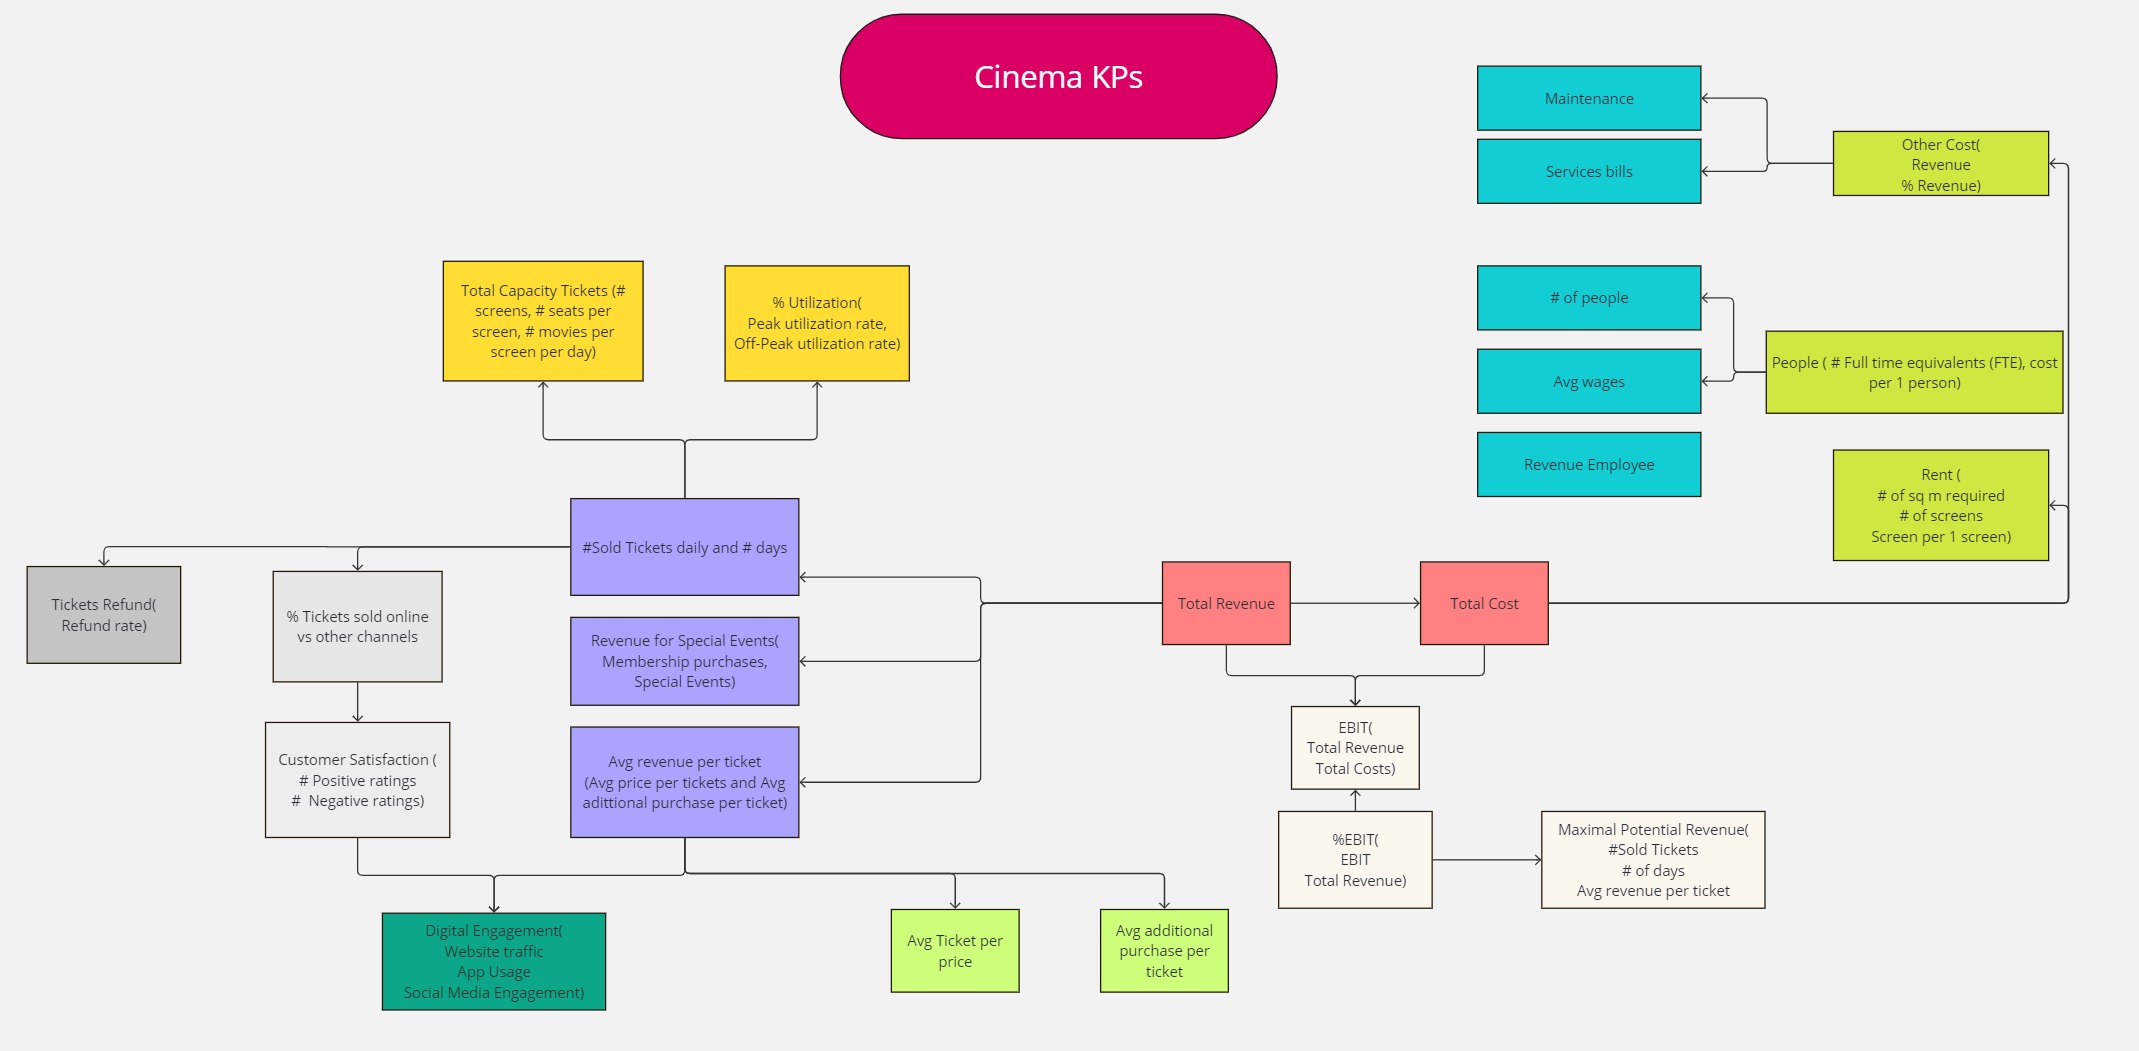 Cinema KPs
Maintenance
Services bills
Other Cost(
Revenue
% Revenue)
Total Capacity Tickets (#
screens, # seats per
screen, # movies per
screen per day)
% Utilization(
Peak utilization rate,
Off-Peak utilization rate)
# of people
Avg wages
Revenue Employee
People ( # Full time equivalents (FTE), cost
per 1 person)
Rent (
# of sq m required
# of screens
Screen per 1 screen)
#Sold Tickets daily and # days
Tickets Refund(
Refund rate)
% Tickets sold online
vs other channels
Revenue for Special Events(
Membership purchases,
Special Events)
Total Revenue
Total Cost
Customer Satisfaction (
# Positive ratings
# Negative ratings)
Avg revenue per ticket
(Avg price per tickets and Avg
adittional purchase per ticket)
EBIT(
Total Revenue
Total Costs)
%EBIT(
EBIT
Total Revenue)
Maximal Potential Revenue(
#Sold Tickets
# of days
Avg revenue per ticket
Digital Engagement(
Website traffic
App Usage
Social Media Engagement)
Avg Ticket per
price
Avg additional
purchase per
ticket